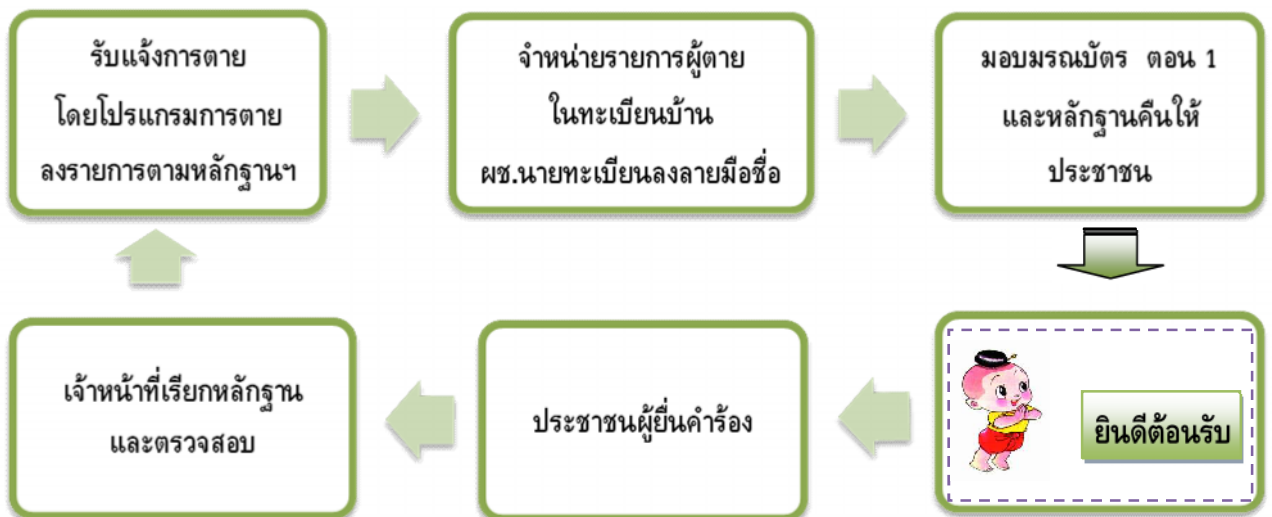 รับแจ้งการตาย
โดยโปรแกรมการตาย
ลงรายการตามหลักฐานฯ
จำหน่ายรายการผู้ตาย
ในทะเบียนบ้าน
ผช.นายทะเบียนลงลายมือชื่อ
มอบมรณบัตร ตอน 1
และหลักฐานคืนให้
ประชาชน
เจ้าหน้าที่เรียกหลักฐาน
และตรวจสอบ
ประชาชนผู้ยื่นคำร้อง
ยินดีต้อนรับ